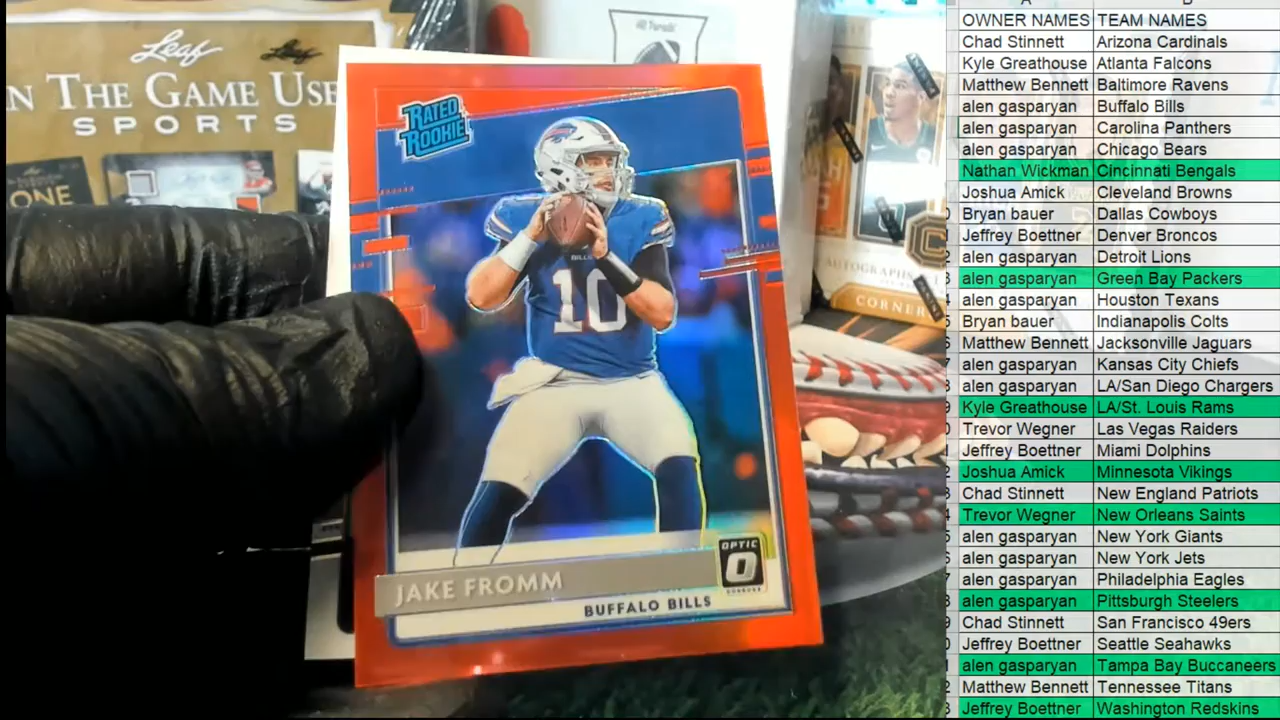 Leaf
Leaf
N THE GAME USE
SPORTS
ONE
RATED
ROOKIE
BILLS
10
OPTIC
O
DONRUSS
JAKE FROMM
BUFFALO BILLS
AUTOGRAPHS
CORNER
OWNER NAMES TEAM NAMES
Chad Stinnett Arizona Cardinals
Kyle Greathouse Atlanta Falcons
Matthew Bennett Baltimore Ravens
alen gasparyan Buffalo Bills
alen gasparyan Carolina Panthers
alen gasparyan Chicago Bears
Nathan Wickman Cincinnati Bengals
Joshua Amick Cleveland Browns
Bryan bauer Dallas Cowboys
Jeffrey Boettner Denver Broncos
alen gasparyan Detroit Lions
alen gasparyan Green Bay Packers
alen gasparyan Houston Texans
Bryan bauer Indianapolis Colts
Matthew Bennett Jacksonville Jaguars
alen gasparyan Kansas City Chiefs
alen gasparyan LA/San Diego Chargers
Kyle Greathouse LA/St. Louis Rams
Trevor Wegner Las Vegas Raiders
Jeffrey Boettner Miami Dolphins
Joshua Amick Minnesota Vikings
Chad Stinnett New England Patriots
Trevor Wegner New Orleans Saints
alen gasparyan New York Giants
alen gasparyan New York Jets
alen gasparyan Philadelphia Eagles
alen gasparyan Pittsburgh Steelers
Chad Stinnett San Francisco 49ers
Jeffrey Boettner Seattle Seahawks
alen gasparyan Tampa Bay Buccaneers
Matthew Bennett Tennessee Titans
Jeffrey Boettner Washington Redskins